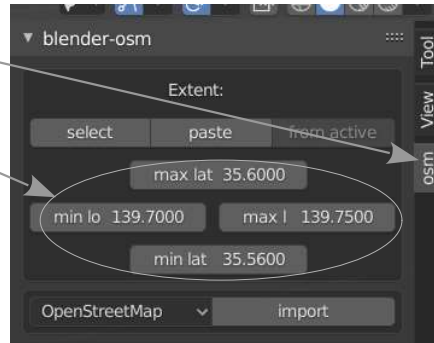 blender-osm
Extent:
select paste from active
max lat 35.6000
min lo 139.7000 max l 139.7500
min lat 35.5600
OpenStreetMap import
Tool
View
osm